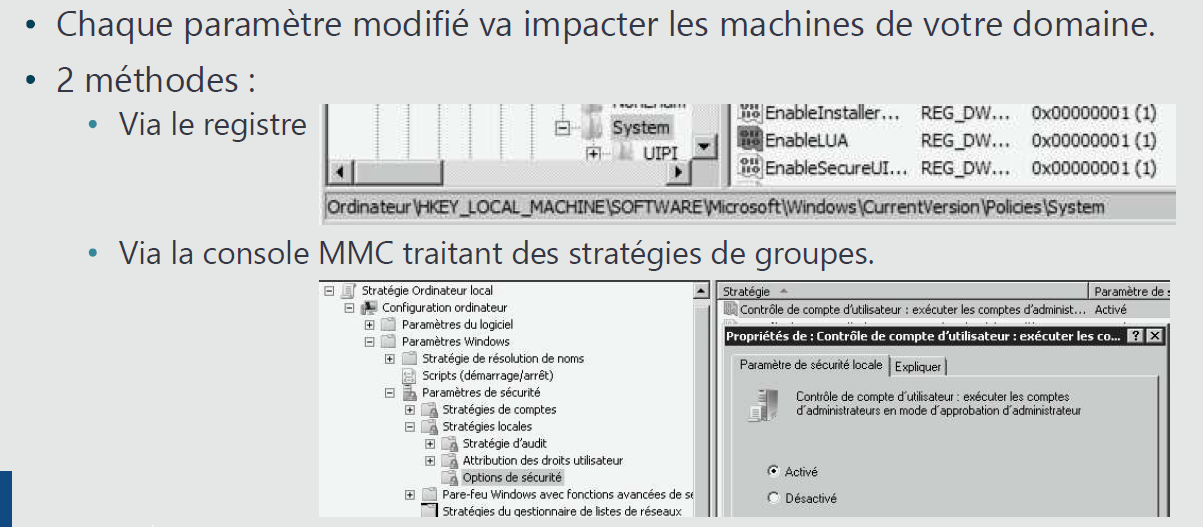 • Chaque paramètre modifié va impacter les machines de votre domaine.
• 2 méthodes :
• Via le registre
System
UIPI
EnableInstaller... REG_DW... 0x00000001 (1)
EnableLUA REG_DW... 0x00000001 (1)
EnableSecureUI... REG_DW... 0x00000001 (1)
Ordinateur\HKEY_LOCAL_MACHINE\SOFTWARE\Microsoft\Windows\CurrentVersion\Policies\System
• Via la console MMC traitant des stratégies de groupes.
Stratégie Ordinateur local
Configuration ordinateur
Paramètres du logiciel
Paramètres Windows
Stratégie de résolution de noms
Scripts (démarrage/arrêt)
Paramètres de sécurité
Stratégies de comptes
Stratégies locales
Stratégie d'audit
Attribution des droits utilisateur
Options de sécurité
Pare-feu Windows avec fonctions avancées de sé
Stratégies du gestionnaire de listes de réseaux
Stratégie Paramètre de s
Contrôle de compte d'utilisateur : exécuter les comptes d'administ... Activé
Propriétés de : Contrôle de compte d'utilisateur : exécuter les co... ? X
Paramètre de sécurité locale Expliquer
Contrôle de compte d'utilisateur : exécuter les comptes
d'administrateurs en mode d'approbation d'administrateur
Activé
Désactivé